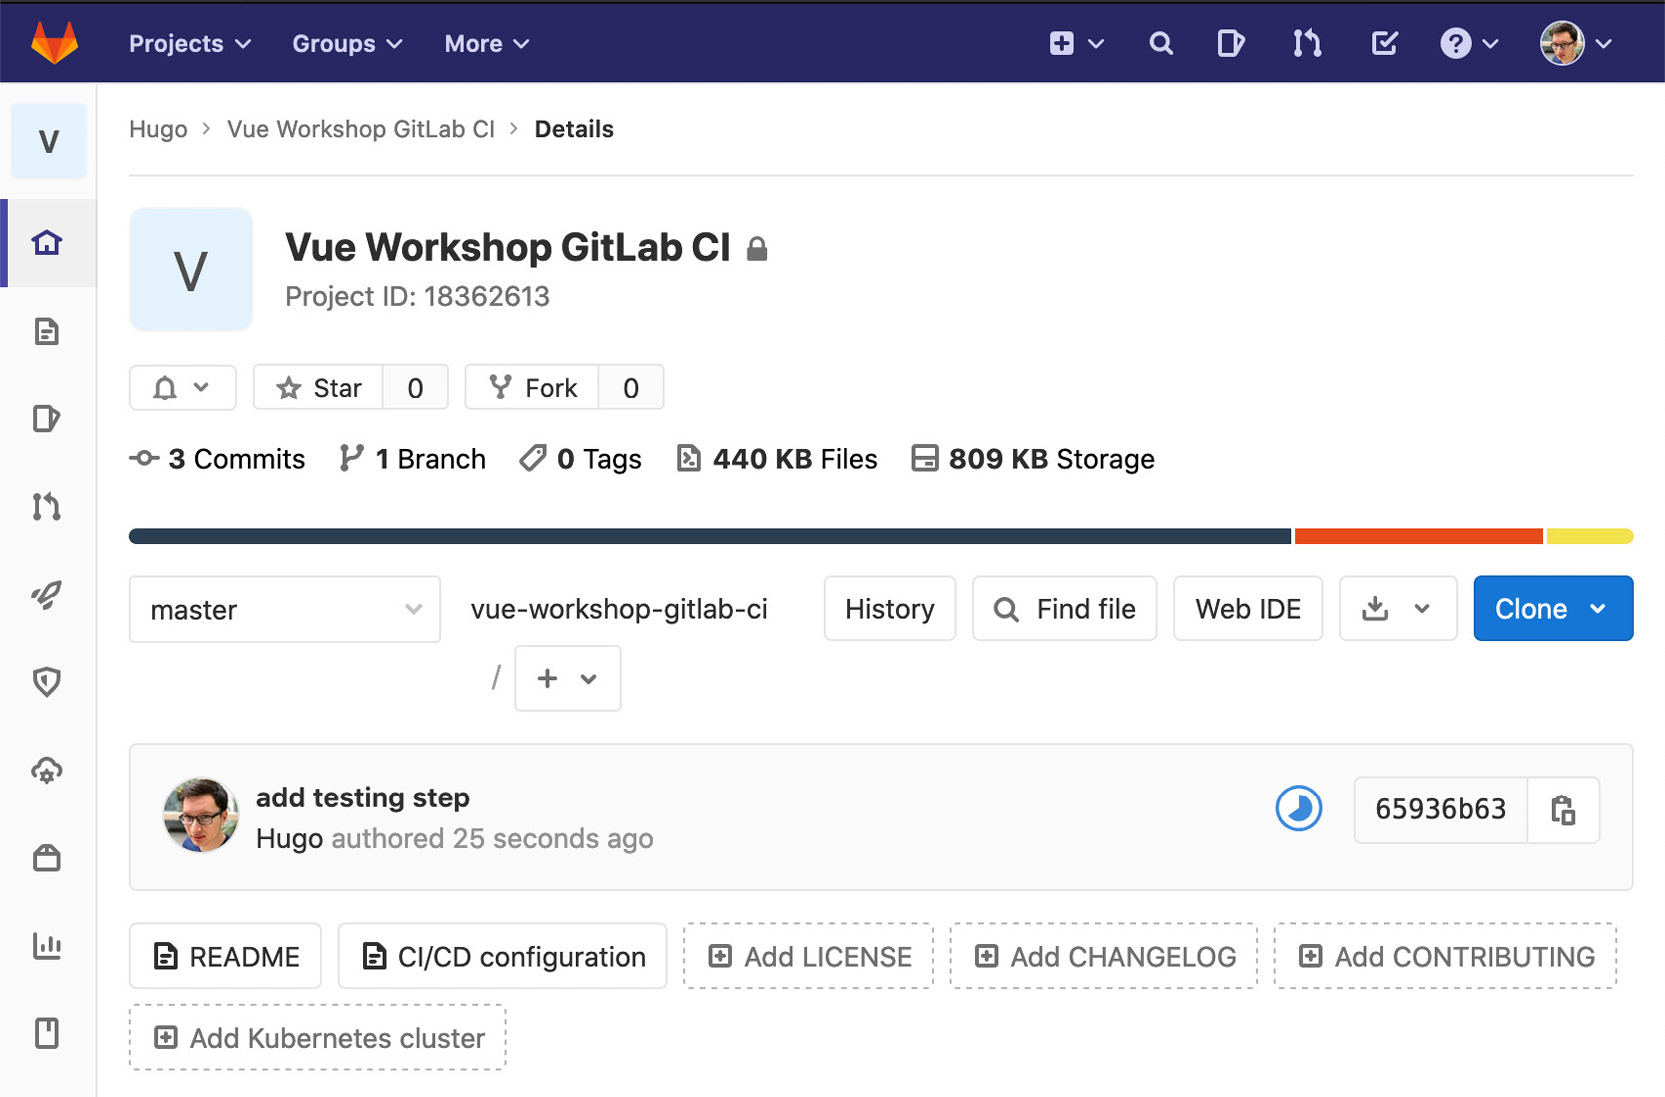 Projects Groups More
V
Hugo > Vue Workshop GitLab CI > Details
V
Vue Workshop GitLab CI
Project ID: 18362613
Star 0 Fork 0
3 Commits 1 Branch 0 Tags 440 KB Files 809 KB Storage
master vue-workshop-gitlab-ci History Find file Web IDE Clone
/ +
add testing step
65936b63
Hugo authored 25 seconds ago
README CI/CD configuration Add LICENSE Add CHANGELOG Add CONTRIBUTING
Add Kubernetes cluster